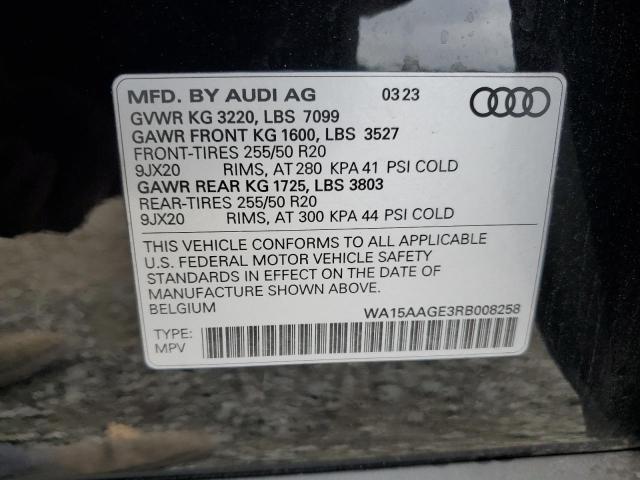 MFD. BY AUDI AG 03 23
GVWR KG 3220, LBS 7099
GAWR FRONT KG 1600, LBS 3527
FRONT-TIRES 255/50 R20
9JX20 RIMS, AT 280 KPA 41 PSI COLD
GAWR REAR KG 1725, LBS 3803
REAR-TIRES 255/50 R20
9JX20 RIMS, AT 300 KPA 44 PSI COLD
THIS VEHICLE CONFORMS TO ALL APPLICABLE
U.S. FEDERAL MOTOR VEHICLE SAFETY
STANDARDS IN EFFECT ON THE DATE OF
MANUFACTURE SHOWN ABOVE.
BELGIUM WA15AAGE3RB008258
TYPE:
MPV